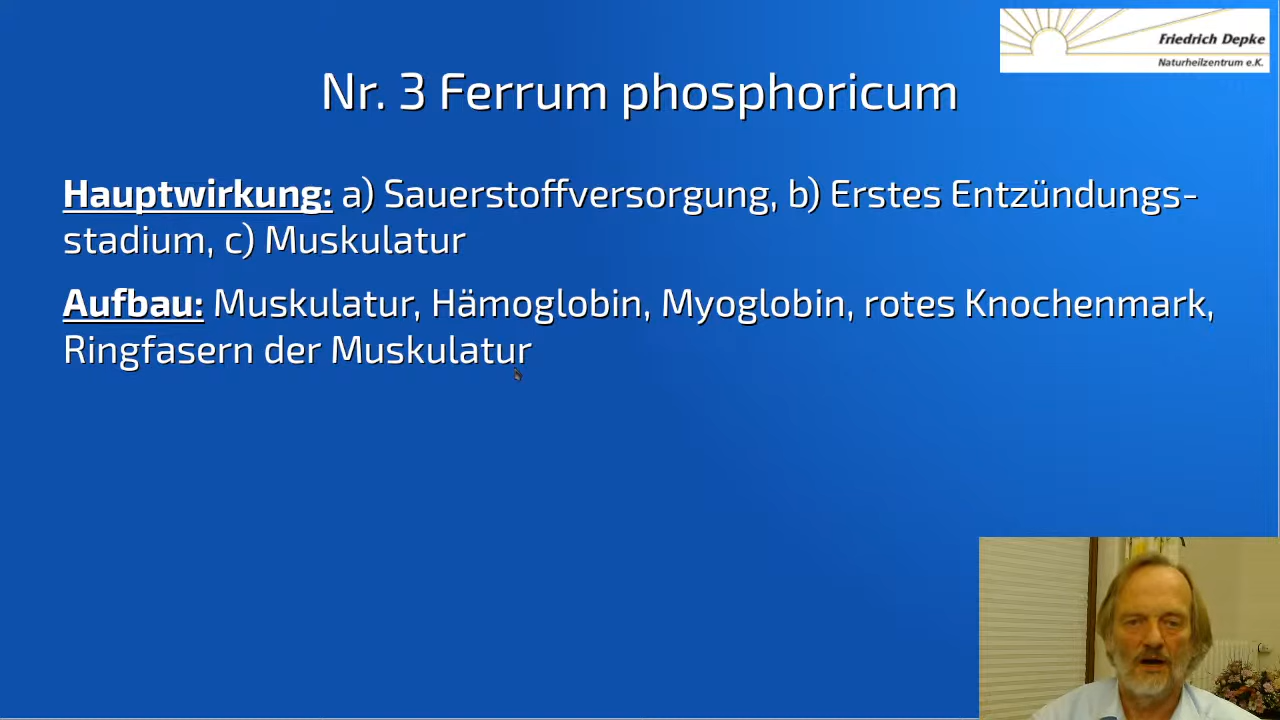 Friedrich Depke
Naturheilzentrum e.K.
Nr. 3 Ferrum phosphoricum
Hauptwirkung: a) Sauerstoffversorgung, b) Erstes Entzündungs-
stadium, c) Muskulatur
Aufbau: Muskulatur, Hämoglobin, Myoglobin, rotes Knochenmark,
Ringfasern der Muskulatur